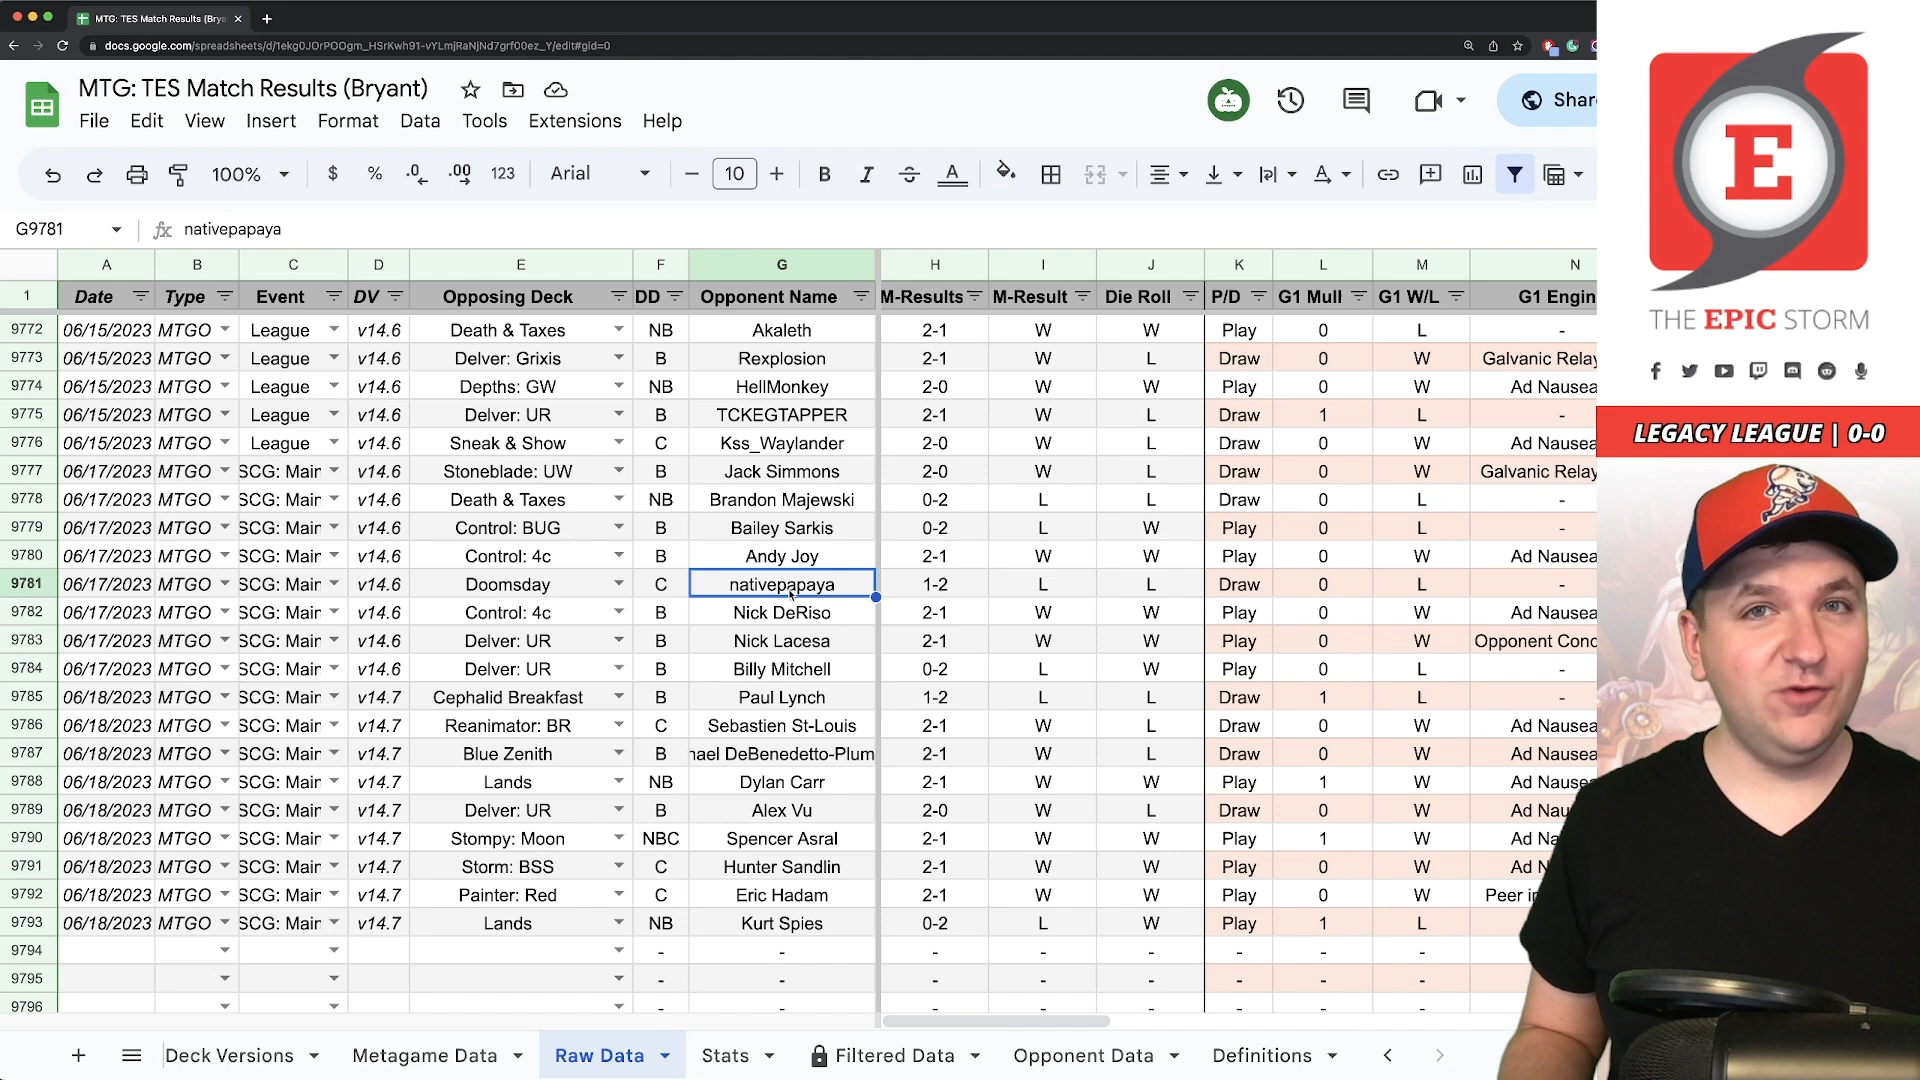 MTG: TES Match Results (Brya
docs.google.com/spreadsheets/d/1ekg0JOrPOOgm_HSrKwh91-vYLmjRaNjNd7grf00ez_Y/edit#gid=0
MTG: TES Match Results (Bryant)
File Edit View Insert Format Data Tools Extensions Help
Shar
100% $ % .0 .00 123 Arial 10 B I A
G9781 fx nativepapaya
A B C D E F G H I J K L M N
1 Date Type Event DV Opposing Deck DD Opponent Name M-Results M-Result Die Roll P/D G1 Mull G1 W/L G1 Engin
9772 06/15/2023 MTGO League v14.6 Death & Taxes NB Akaleth 2-1 W W Play 0 L -
9773 06/15/2023 MTGO League v14.6 Delver: Grixis B Rexplosion 2-1 W L Draw 0 W Galvanic Relay
9774 06/15/2023 MTGO League v14.6 Depths: GW NB HellMonkey 2-0 W W Play 0 W Ad Nausea
9775 06/15/2023 MTGO League v14.6 Delver: UR B TCKEGTAPPER 2-1 W L Draw 1 L -
9776 06/15/2023 MTGO League v14.6 Sneak & Show C Kss_Waylander 2-0 W L Draw 0 W Ad Nausea
9777 06/17/2023 MTGO SCG: Mair v14.6 Stoneblade: UW B Jack Simmons 2-0 W L Draw 0 W Galvanic Relay
9778 06/17/2023 MTGO SCG: Mair v14.6 Death & Taxes NB Brandon Majewski 0-2 L L Draw 0 L -
9779 06/17/2023 MTGO SCG: Mair v14.6 Control: BUG B Bailey Sarkis 0-2 L W Play 0 L -
9780 06/17/2023 MTGO SCG: Mair v14.6 Control: 4c B Andy Joy 2-1 W W Play 0 W Ad Nausea
9781 06/17/2023 MTGO SCG: Mair v14.6 Doomsday C nativepapaya 1-2 L L Draw 0 L -
9782 06/17/2023 MTGO SCG: Mair v14.6 Control: 4c B Nick DeRiso 2-1 W W Play 0 W Ad Nausea
9783 06/17/2023 MTGO SCG: Mair v14.6 Delver: UR B Nick Lacesa 2-1 W W Play 0 W Opponent Conc
9784 06/17/2023 MTGO SCG: Mair v14.6 Delver: UR B Billy Mitchell 0-2 L W Play 0 L -
9785 06/18/2023 MTGO SCG: Mair v14.7 Cephalid Breakfast B Paul Lynch 1-2 L L Draw 1 L -
9786 06/18/2023 MTGO SCG: Mair v14.7 Reanimator: BR C Sebastien St-Louis 2-1 W L Draw 0 W Ad Nausea
9787 06/18/2023 MTGO SCG: Mair v14.7 Blue Zenith B hael DeBenedetto-Plum 2-1 W L Draw 0 W Ad Nausea
9788 06/18/2023 MTGO SCG: Mair v14.7 Lands NB Dylan Carr 2-1 W W Play 1 W Ad Nause
9789 06/18/2023 MTGO SCG: Mair v14.7 Delver: UR B Alex Vu 2-0 W L Draw 0 W Ad Nau
9790 06/18/2023 MTGO SCG: Mair v14.7 Stompy: Moon NBC Spencer Asral 2-1 W W Play 1 W Ad Na
9791 06/18/2023 MTGO SCG: Mair v14.7 Storm: BSS C Hunter Sandlin 2-1 W W Play 0 W Ad N
9792 06/18/2023 MTGO SCG: Mair v14.7 Painter: Red C Eric Hadam 2-1 W W Play 0 W Peer in
9793 06/18/2023 MTGO SCG: Mair v14.7 Lands NB Kurt Spies 0-2 L W Play 1 L -
9794 - - - - - - - - -
9795 - - - - - - - - -
9796 - - - - - - - -
+ Deck Versions Metagame Data Raw Data Stats Filtered Data Opponent Data Definitions
E
THE EPIC STORM
LEGACY LEAGUE | 0-0